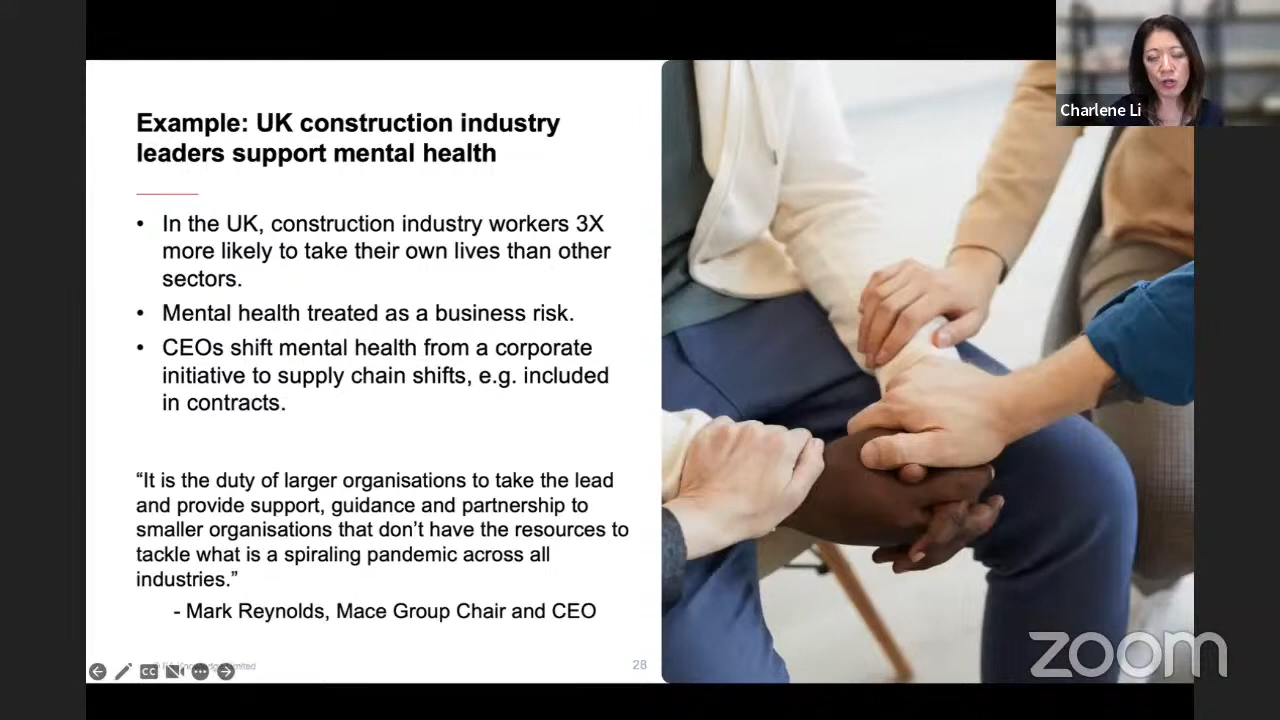 Charlene Li
Example: UK construction industry
leaders support mental health
• In the UK, construction industry workers 3X
more likely to take their own lives than other
sectors.
• Mental health treated as a business risk.
• CEOs shift mental health from a corporate
initiative to supply chain shifts, e.g. included
in contracts.
“It is the duty of larger organisations to take the lead
and provide support, guidance and partnership to
smaller organisations that don’t have the resources to
tackle what is a spiraling pandemic across all
industries.”
- Mark Reynolds, Mace Group Chair and CEO
CC
28
zoom